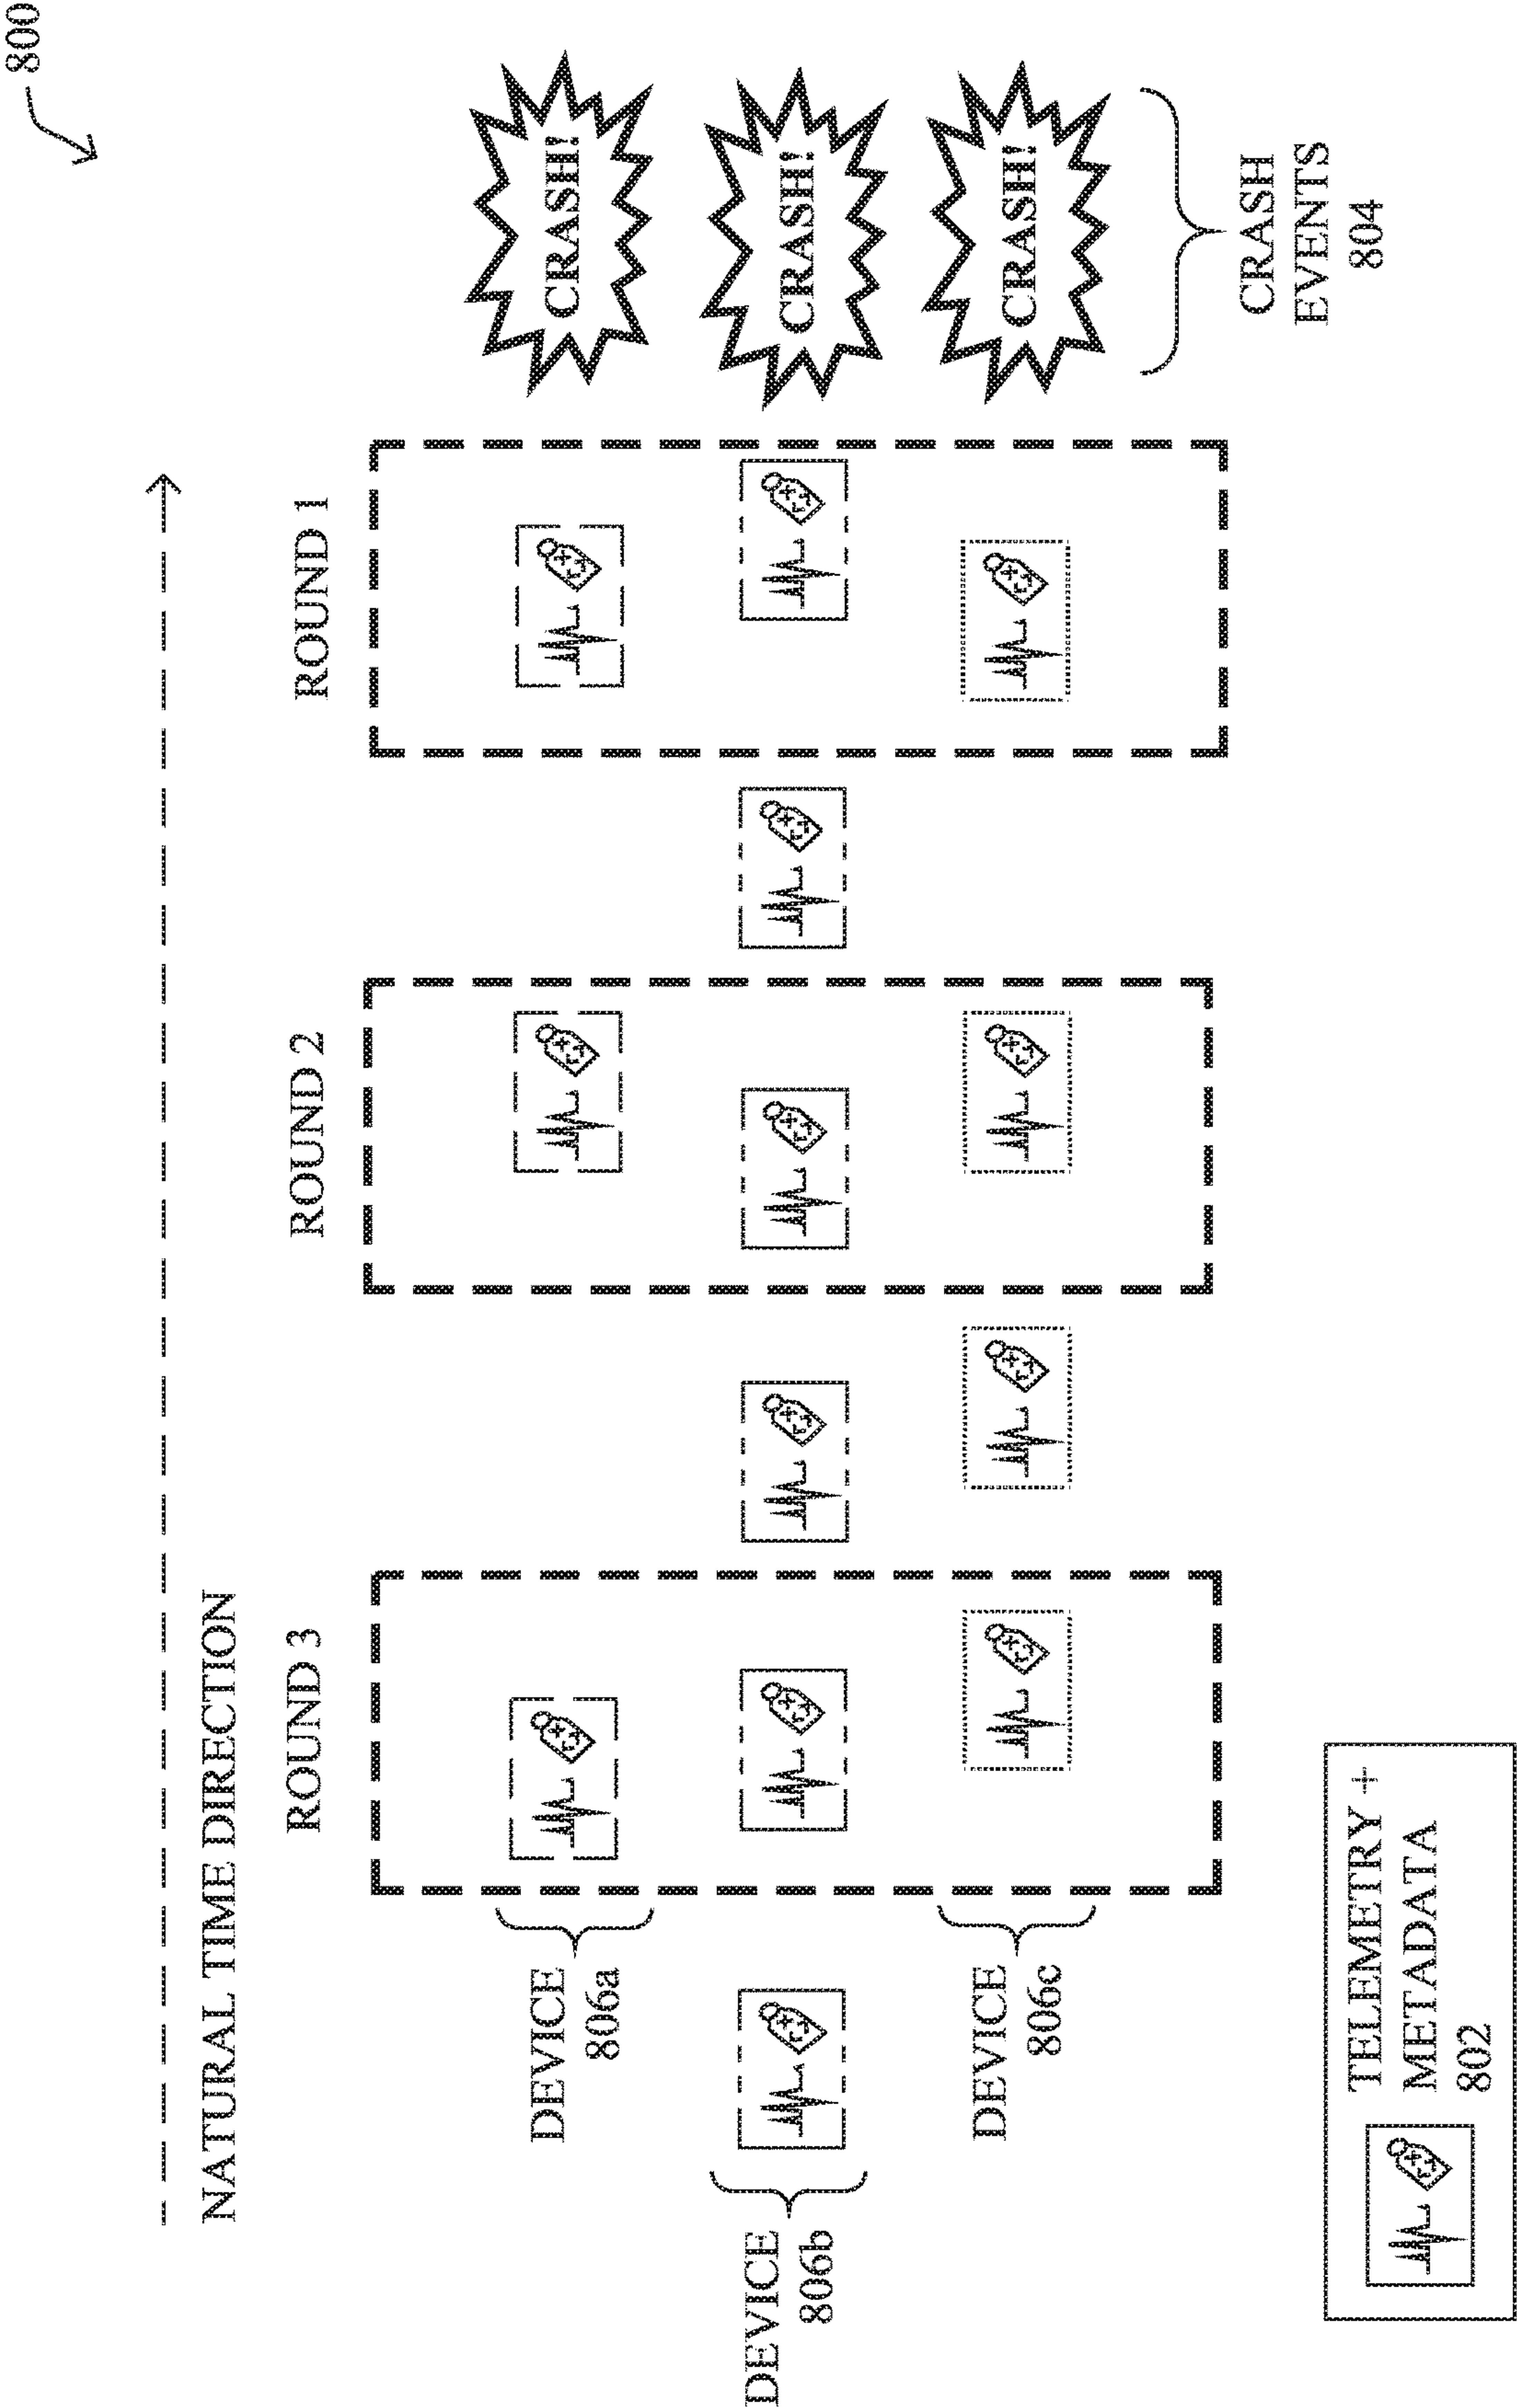 800
NATURAL TIME DIRECTION
ROUND 3
ROUND 2
ROUND 1
DEVICE
806a
DEVICE
806b
DEVICE
806c
CRASH!
CRASH!
CRASH!
CRASH
EVENTS
804
TELEMETRY +
METADATA
802